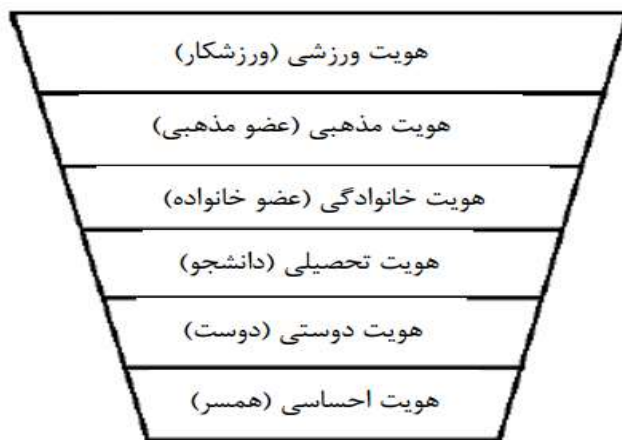 هویت ورزشی (ورزشکار)
هویت مذهبی (عضو مذهبی)
هویت خانوادگی (عضو خانواده)
هویت تحصیلی (دانشجو)
هویت دوستی (دوست)
هویت احساسی (همسر)